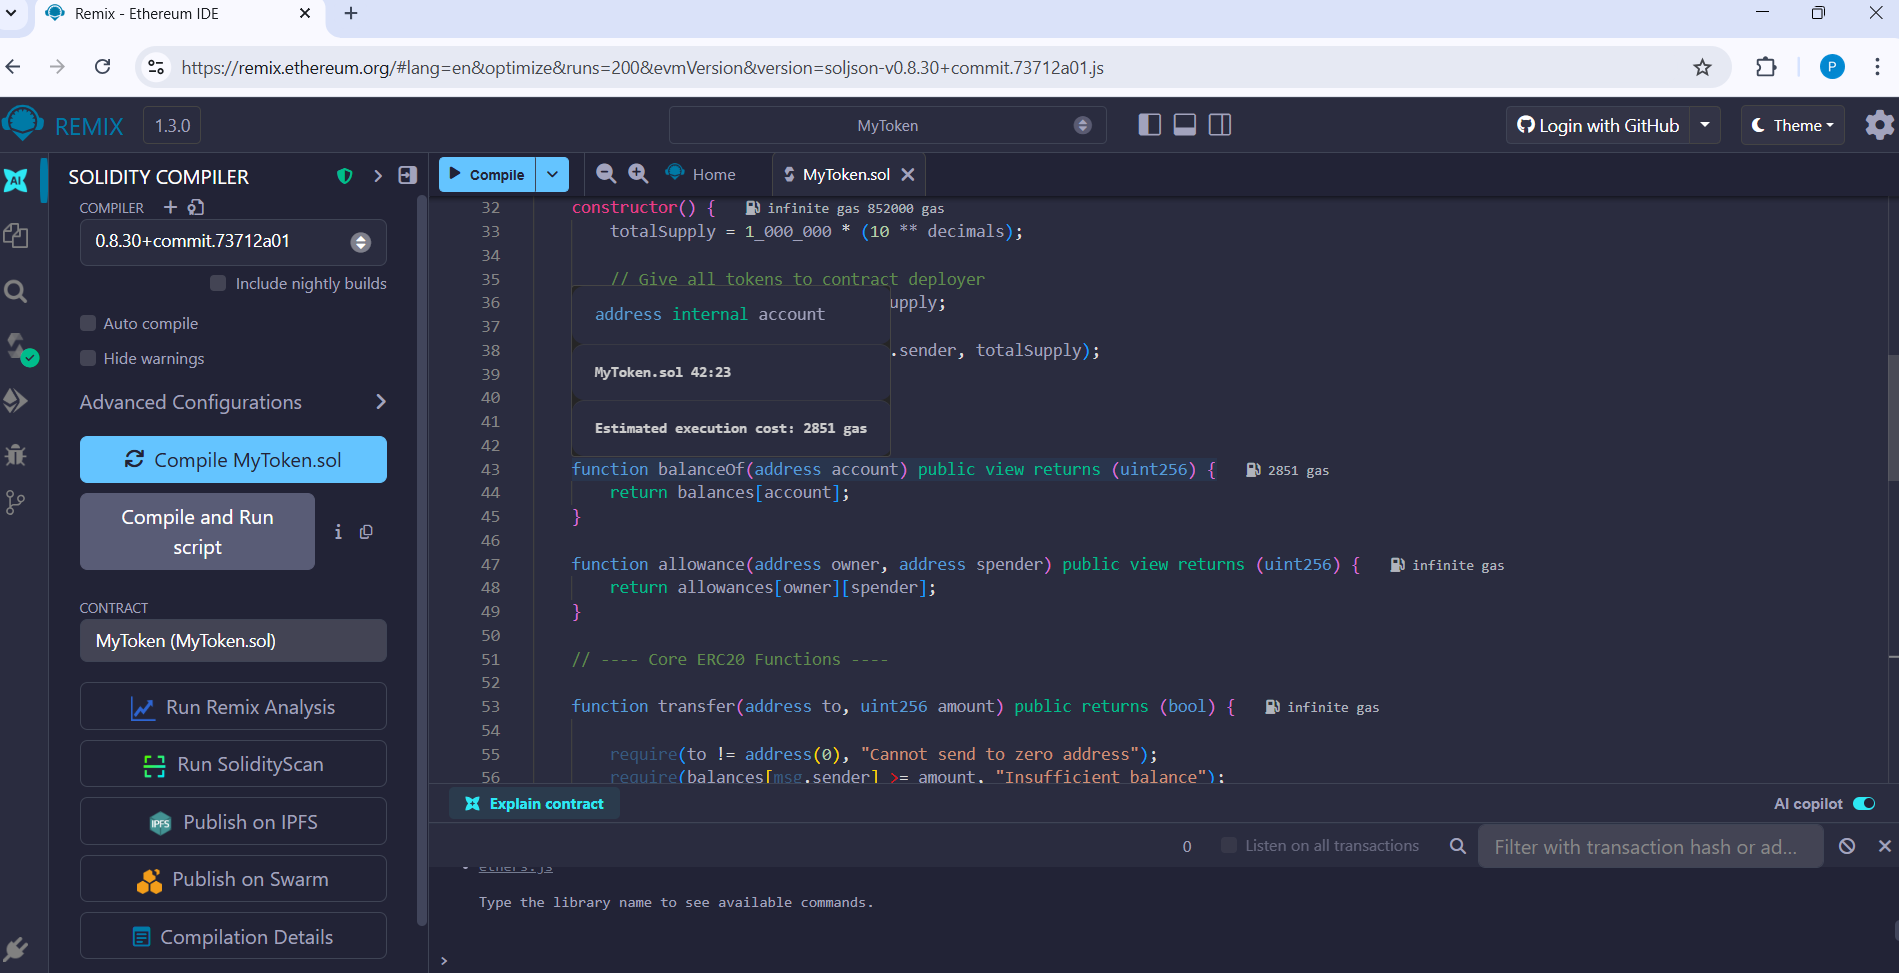 Remix - Ethereum IDE
https://remix.ethereum.org/#lang=en&optimize&runs=200&evmVersion&version=soljson-v0.8.30+commit.73712a01.js
P
REMIX
1.3.0
MyToken
Login with GitHub
Theme
AI
SOLIDITY COMPILER
COMPILER
0.8.30+commit.73712a01
Include nightly builds
Auto compile
Hide warnings
Advanced Configurations
Compile MyToken.sol
Compile and Run
script
CONTRACT
MyToken (MyToken.sol)
Run Remix Analysis
Run SolidityScan
IPFS Publish on IPFS
Publish on Swarm
Compilation Details
Compile
Home
MyToken.sol
32 constructor() { infinite gas 852000 gas
33 totalSupply = 1_000_000 * (10 ** decimals);
34
35 // Give all tokens to contract deployer
36 upply;
37
38 .sender, totalSupply);
39
40
41
42
address internal account
MyToken.sol 42:23
Estimated execution cost: 2851 gas
43 function balanceOf(address account) public view returns (uint256) { 2851 gas
44 return balances[account];
45 }
46
47 function allowance(address owner, address spender) public view returns (uint256) { infinite gas
48 return allowances[owner][spender];
49 }
50
51 // ---- Core ERC20 Functions ----
52
53 function transfer(address to, uint256 amount) public returns (bool) { infinite gas
54
55 require(to != address(0), "Cannot send to zero address");
56 require(balances[msg.sender] >= amount, "Insufficient balance");
Explain contract
AI copilot
0
Listen on all transactions
Filter with transaction hash or ad...
ethers.js
Type the library name to see available commands.
>